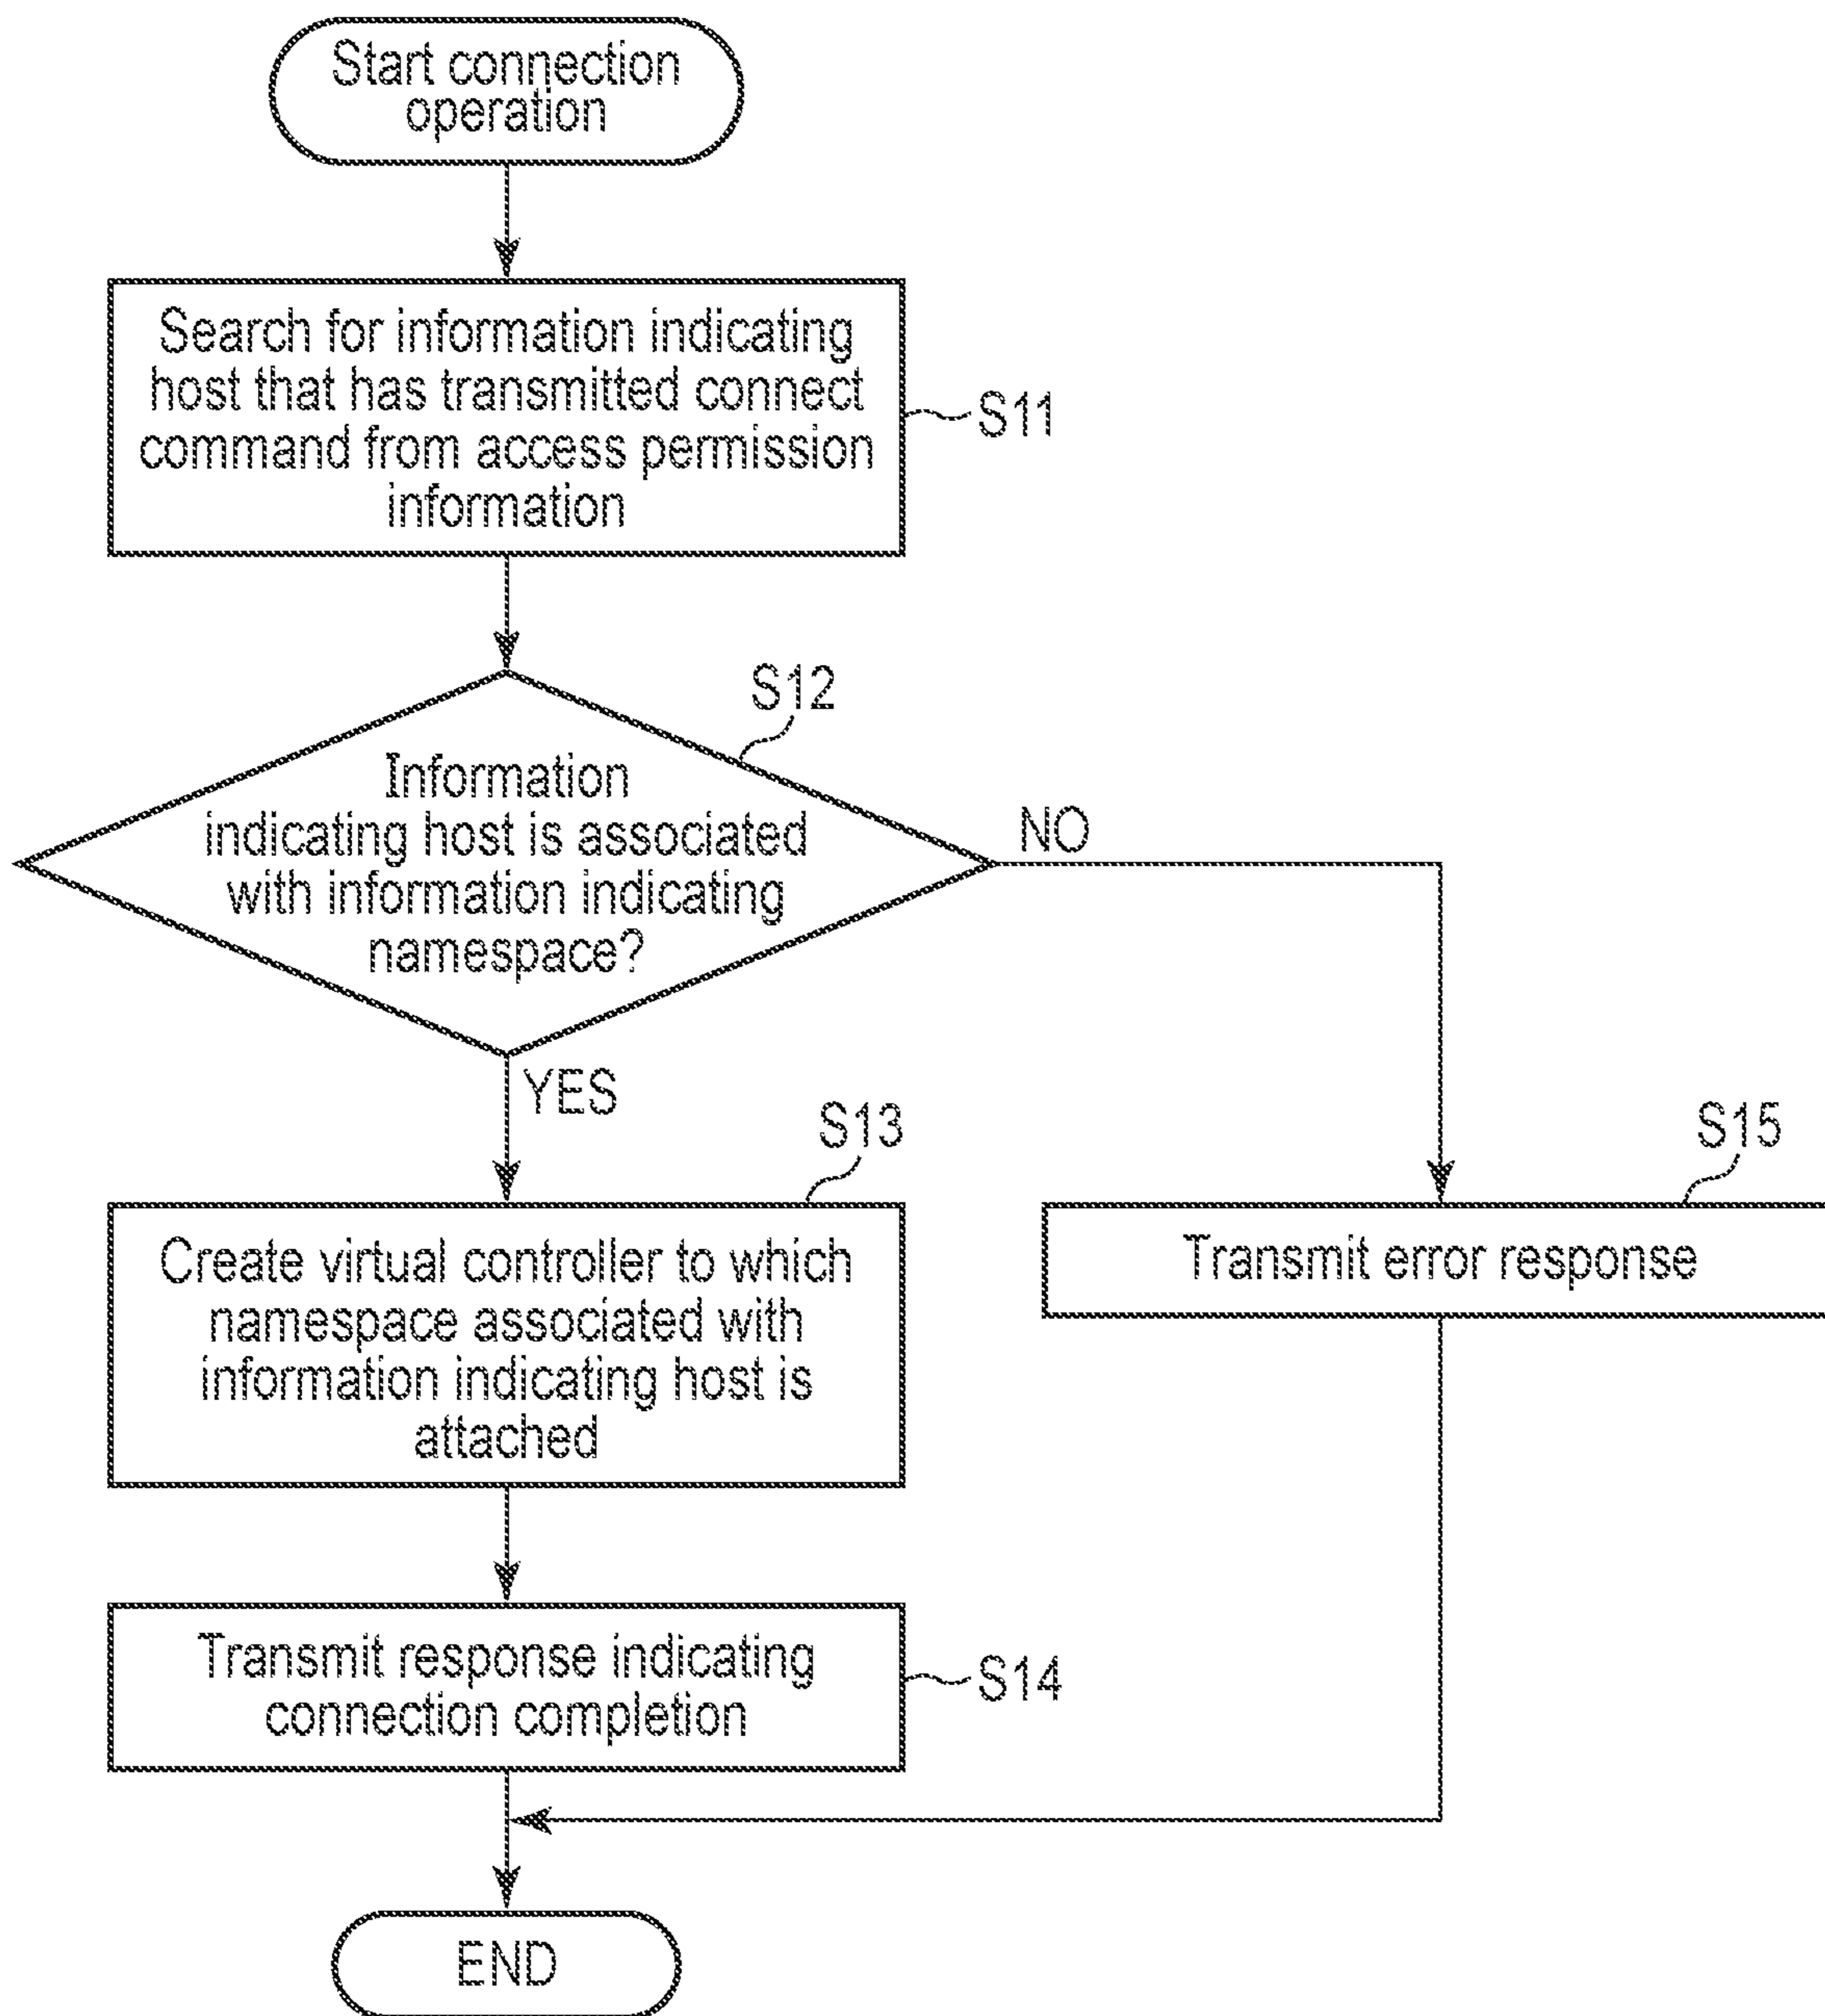 Start connection
operation
Search for information indicating
host that has transmitted connect
command from access permission
information
S11
S12
Information
indicating host is associated
with information indicating
namespace?
NO
YES
S13
Create virtual controller to which
namespace associated with
information indicating host is
attached
S15
Transmit error response
Transmit response indicating
connection completion
S14
END